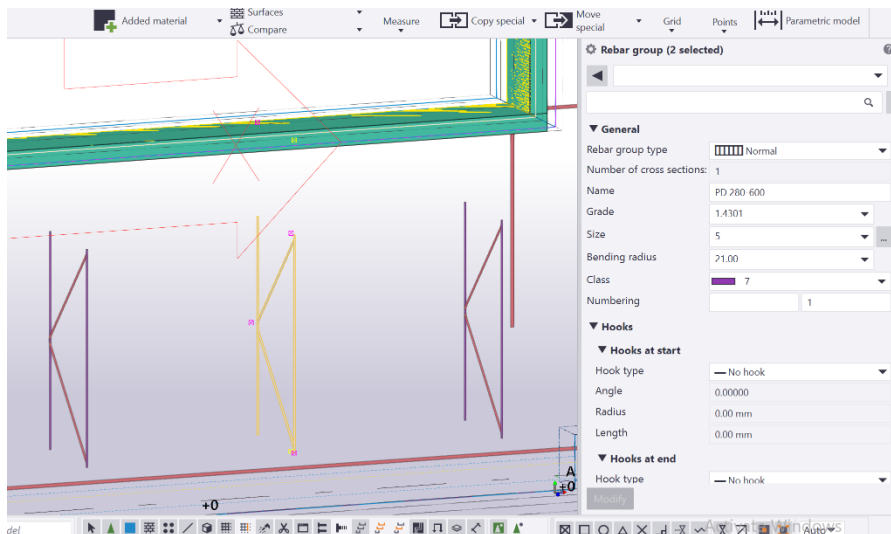 Added material
Surfaces
Compare
Measure
Copy special
Move
special
Grid
Points
Parametric model
Rebar group (2 selected)
General
Rebar group type Normal
Number of cross sections: 1
Name PD 280-600
Grade 1.4301
Size 5 ...
Bending radius 21.00
Class 7
Numbering 1
Hooks
Hooks at start
Hook type No hook
Angle 0.00000
Radius 0.00 mm
Length 0.00 mm
Hooks at end
Hook type No hook
Modify
A
+0
+0
del
Activate Windows
Auto